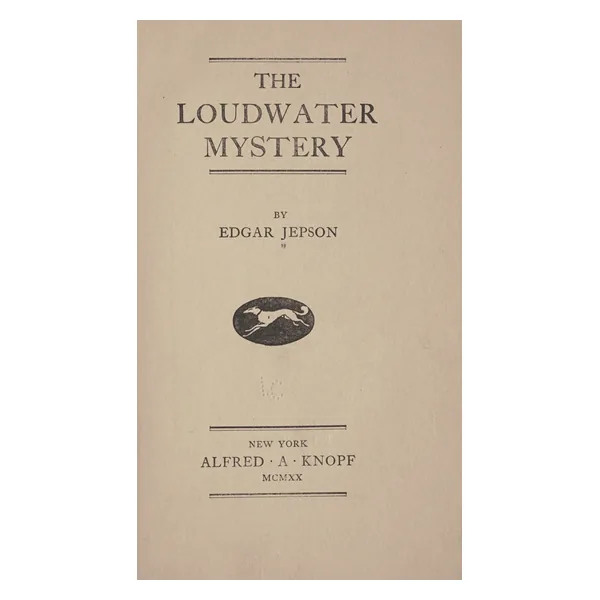 THE
LOUDWATER
MYSTERY
BY
EDGAR JEPSON
NEW YORK
ALFRED · A · KNOPF
MCMXX